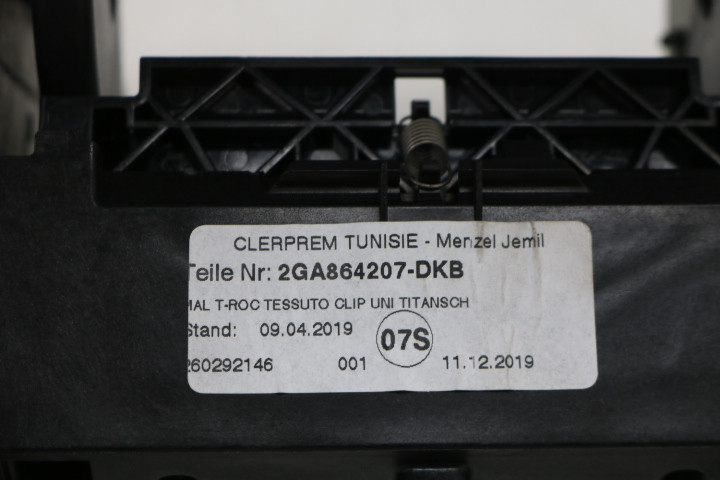 CLERPREM TUNISIE - Menzel Jemil
Teile Nr: 2GA864207-DKB
MAL T-ROC TESSUTO CLIP UNI TITANSCH
Stand: 09.04.2019
07S
260292146 001 11.12.2019